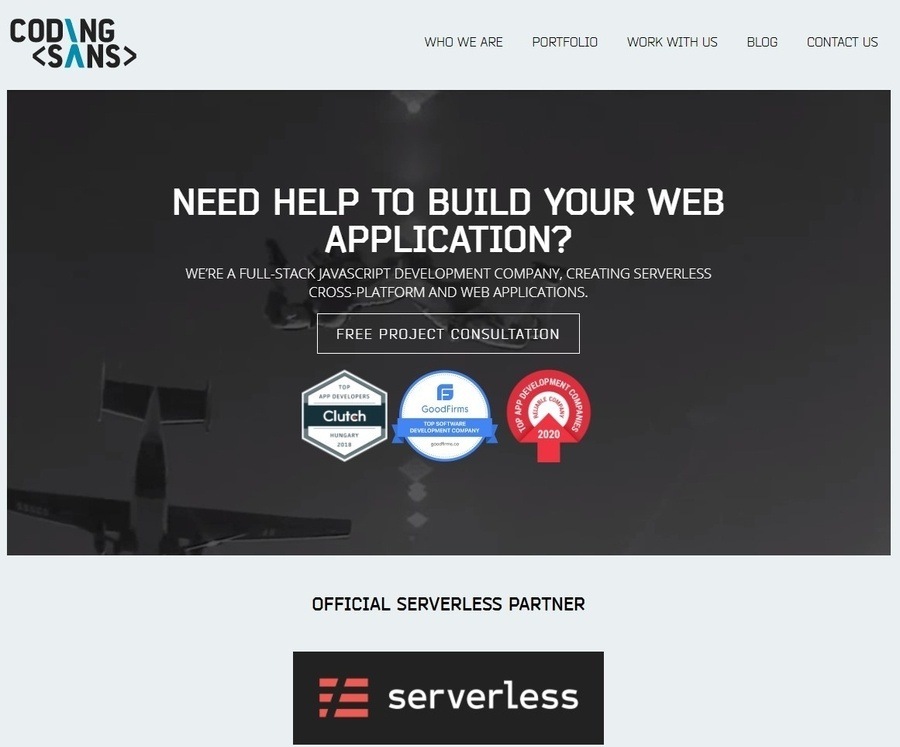 CODING
<SANS>
WHO WE ARE
PORTFOLIO
WORK WITH US
BLOG
CONTACT US
NEED HELP TO BUILD YOUR WEB
APPLICATION?
WE'RE A FULL-STACK JAVASCRIPT DEVELOPMENT COMPANY, CREATING SERVERLESS
CROSS-PLATFORM AND WEB APPLICATIONS.
FREE PROJECT CONSULTATION
TOP
APP DEVELOPERS
Clutch
HUNGARY
2018
GoodFirms
TOP SOFTWARE
DEVELOPMENT COMPANY
goodfirms.co
TOP APP DEVELOPMENT COMPANIES
RELIABLE COMPANY
2020
OFFICIAL SERVERLESS PARTNER
serverless